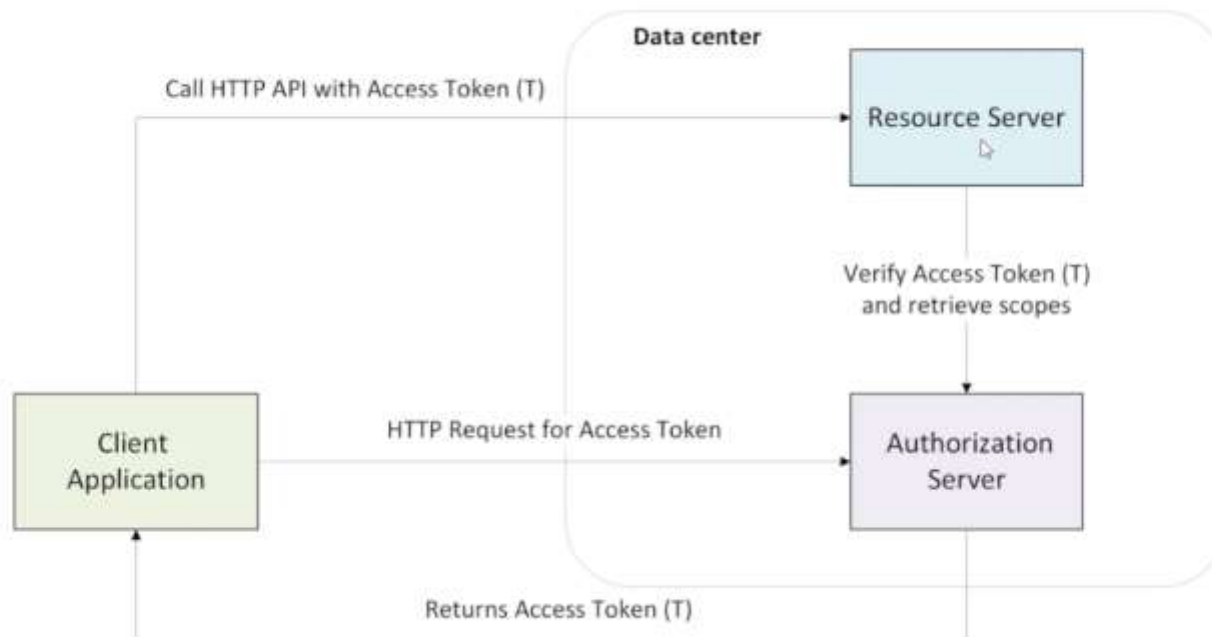 Data center
Call HTTP API with Access Token (T)
Resource Server
Verify Access Token (T)
and retrieve scopes
Client
Application
HTTP Request for Access Token
Authorization
Server
Returns Access Token (T)